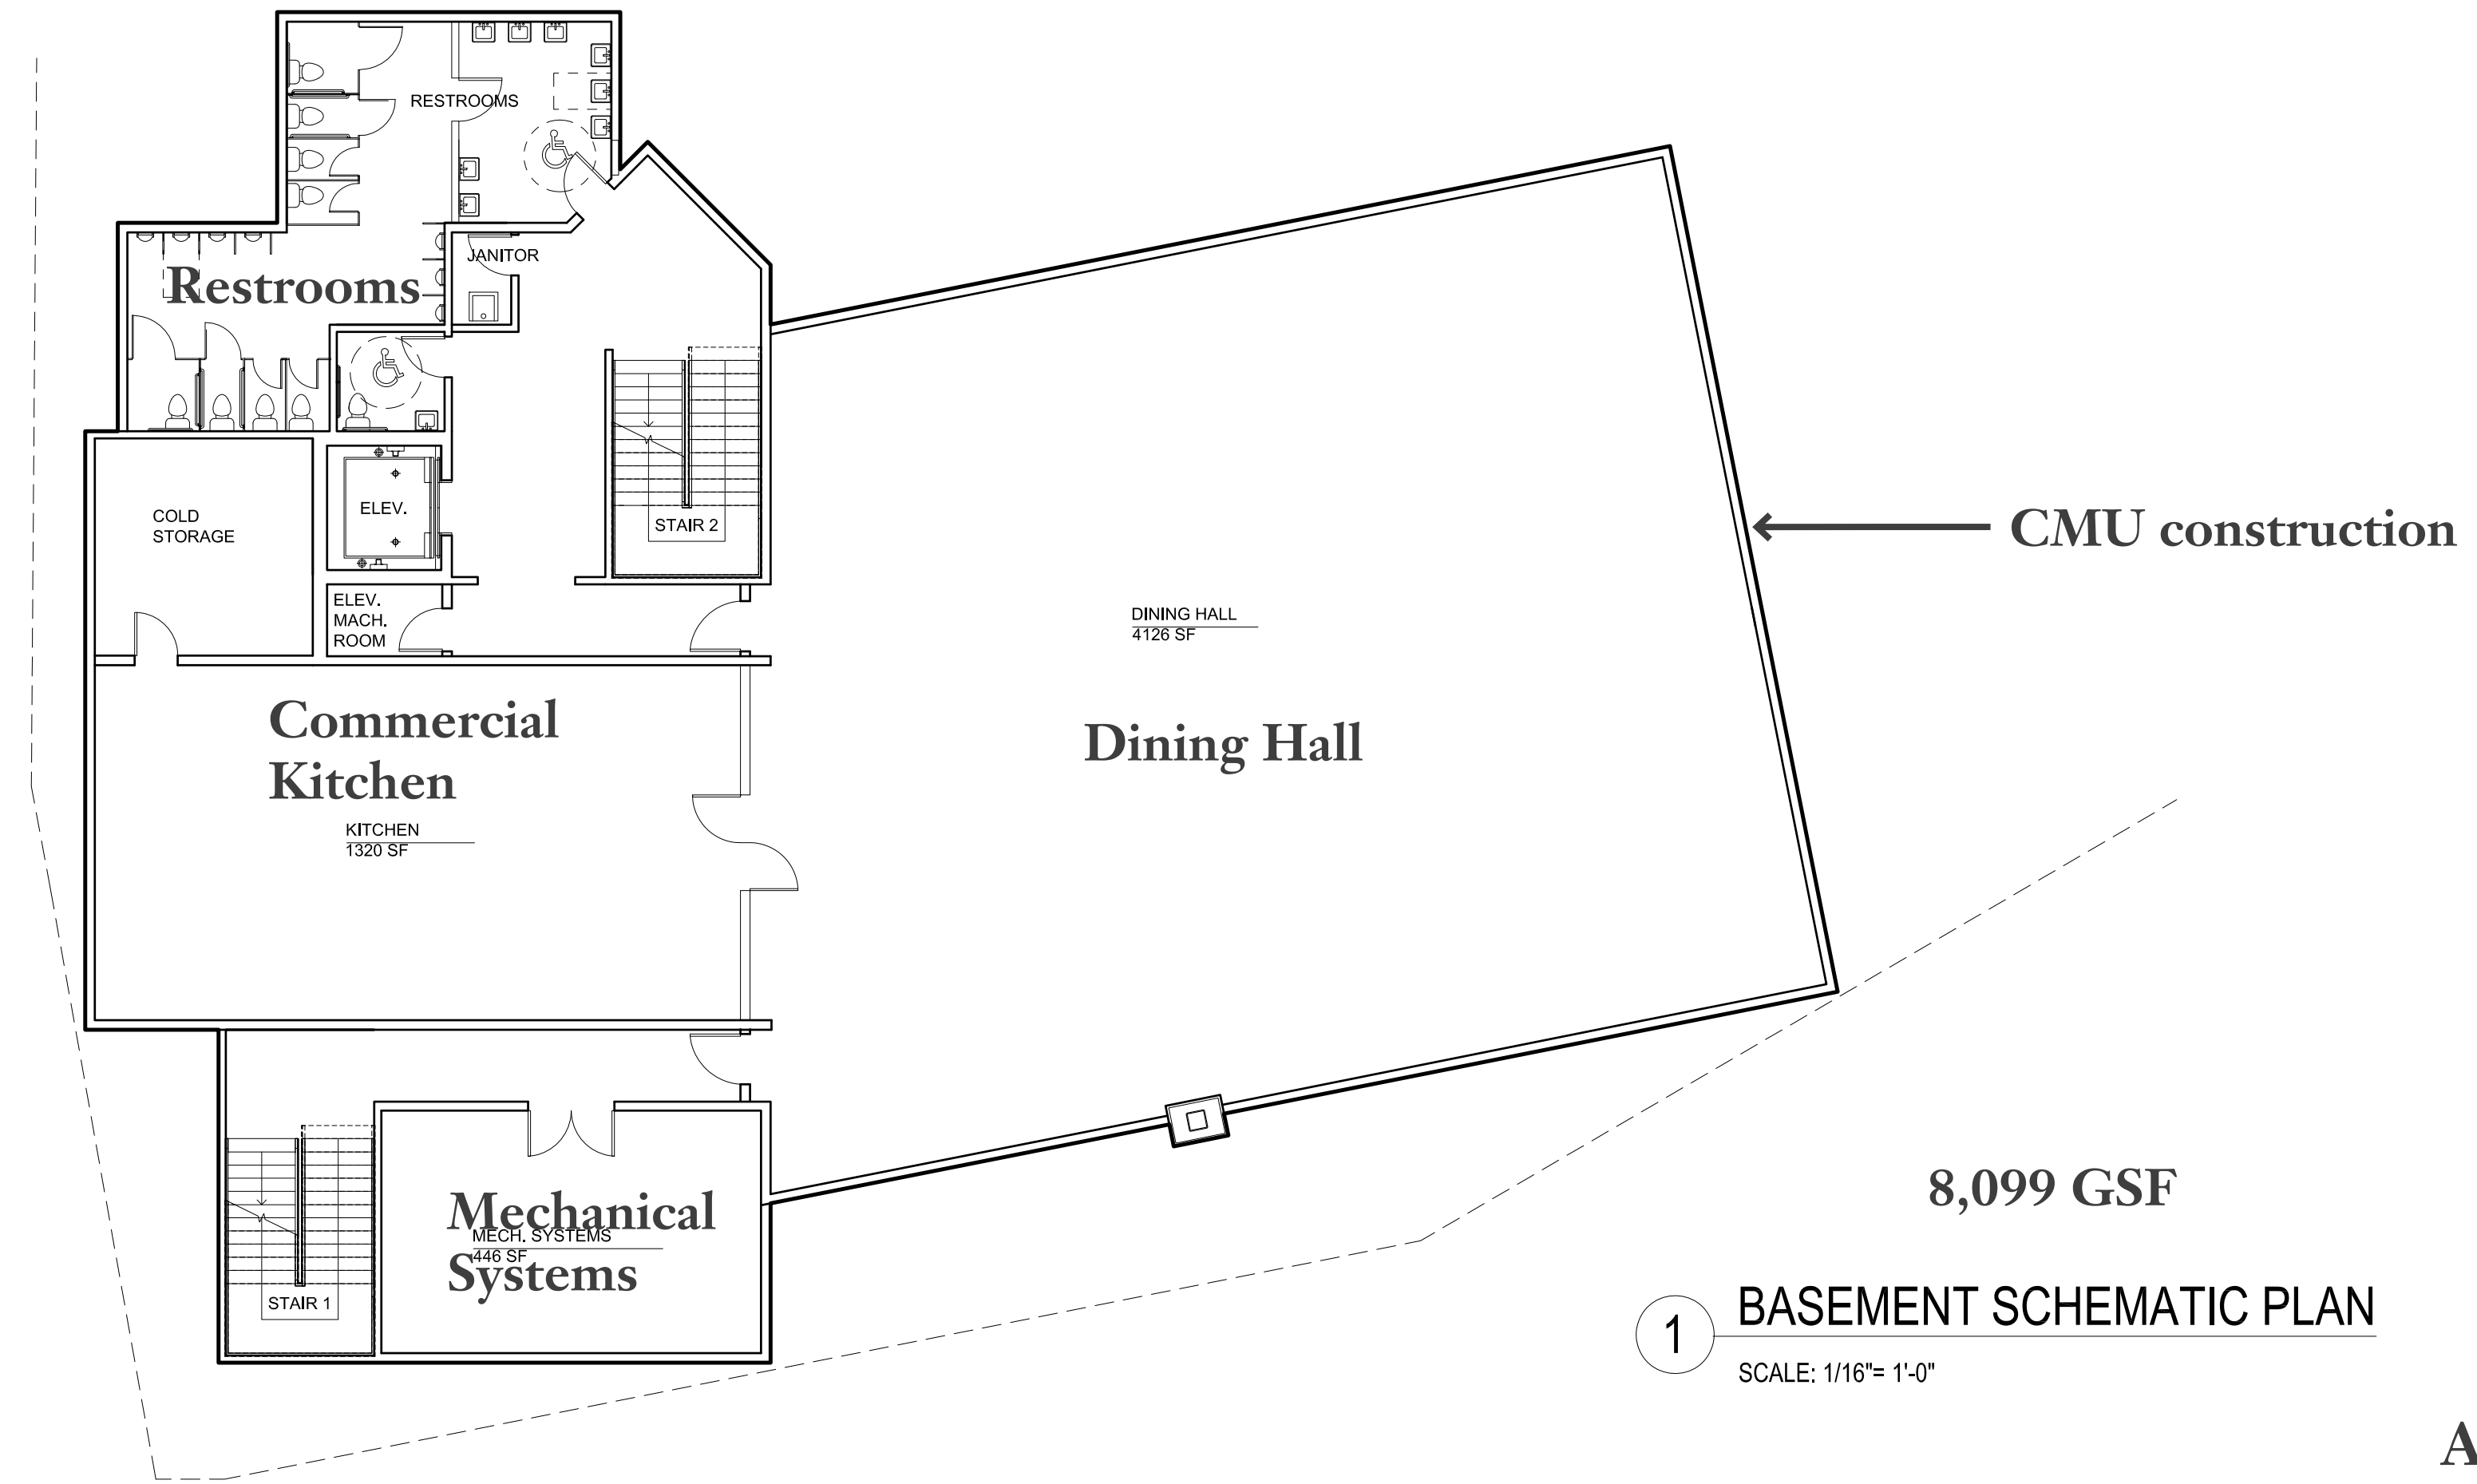 RESTROOMS
JANITOR
Restrooms
COLD
STORAGE
ELEV.
STAIR 2
CMU construction
ELEV.
MACH.
ROOM
DINING HALL
4126 SF
Commercial
Kitchen
Dining Hall
KITCHEN
1320 SF
Mechanical
MECH. SYSTEMS
446 SF
Systems
STAIR 1
8,099 GSF
1
BASEMENT SCHEMATIC PLAN
SCALE: 1/16"= 1'-0"
A